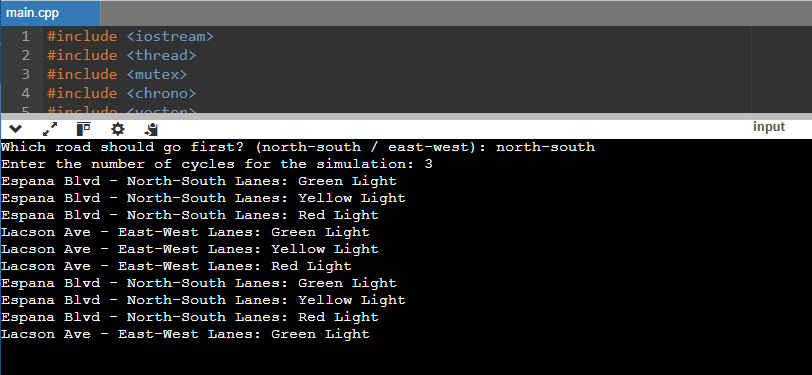 main.cpp
1 #include <iostream>
2 #include <thread>
3 #include <mutex>
4 #include <chrono>
5 #include <vector>
input
Which road should go first? (north-south / east-west): north-south
Enter the number of cycles for the simulation: 3
Espana Blvd - North-South Lanes: Green Light
Espana Blvd - North-South Lanes: Yellow Light
Espana Blvd - North-South Lanes: Red Light
Lacson Ave - East-West Lanes: Green Light
Lacson Ave - East-West Lanes: Yellow Light
Lacson Ave - East-West Lanes: Red Light
Espana Blvd - North-South Lanes: Green Light
Espana Blvd - North-South Lanes: Yellow Light
Espana Blvd - North-South Lanes: Red Light
Lacson Ave - East-West Lanes: Green Light